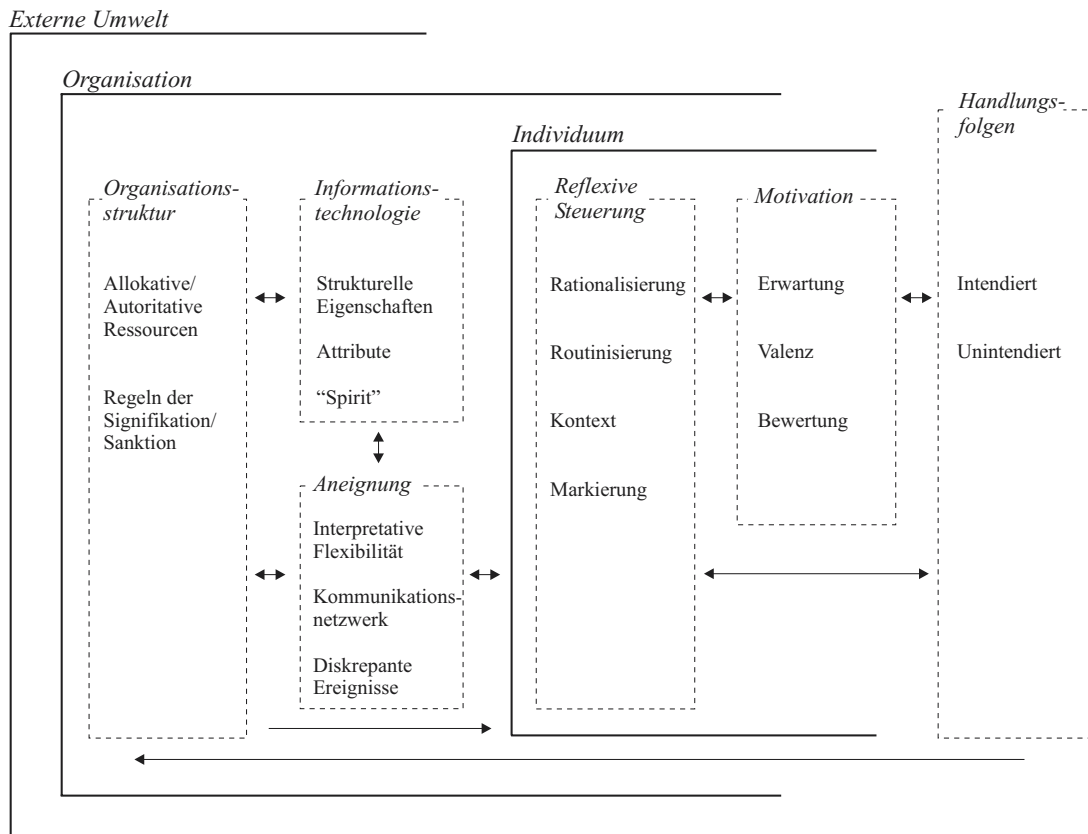 Externe Umwelt
Organisation
Individuum
Handlungs-
folgen
Organisations-
struktur
Allokative/
Autoritative
Ressourcen
Regeln der
Signifikation/
Sanktion
Informations-
technologie
Strukturelle
Eigenschaften
Attribute
“Spirit”
Aneignung
Interpretative
Flexibilität
Kommunikations-
netzwerk
Diskrepante
Ereignisse
Reflexive
Steuerung
Rationalisierung
Routinisierung
Kontext
Markierung
Motivation
Erwartung
Valenz
Bewertung
Intendiert
Unintendiert